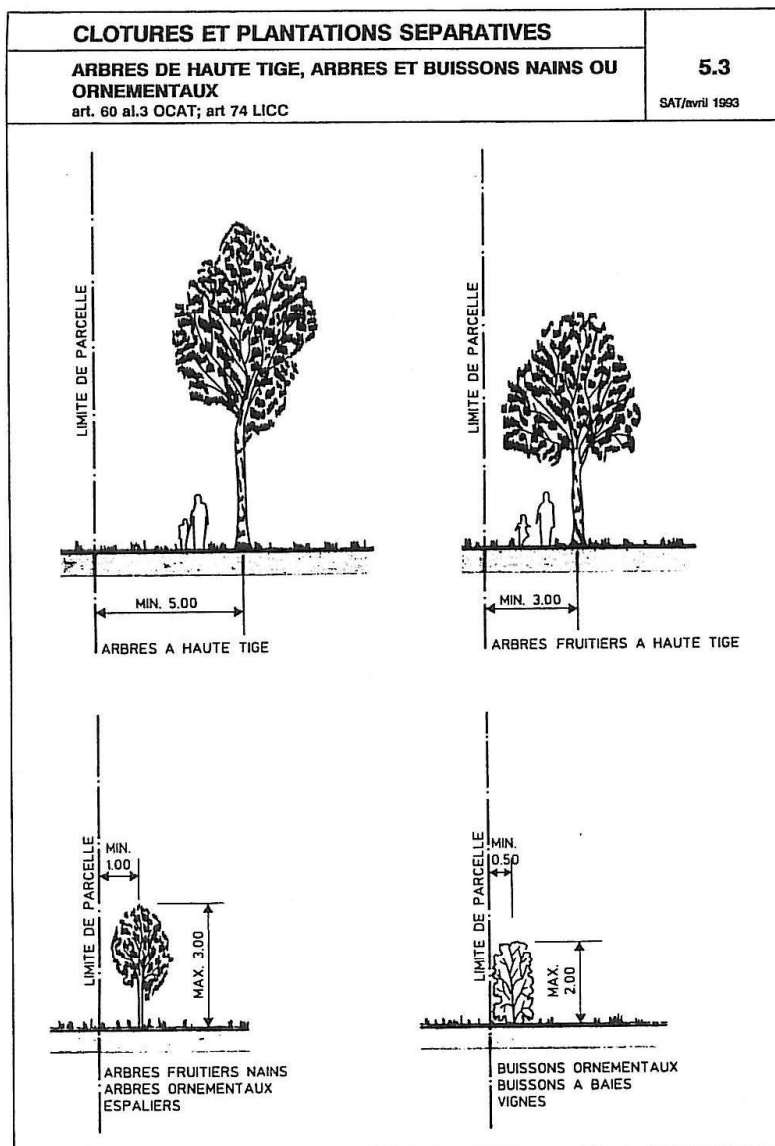 CLOTURES ET PLANTATIONS SEPARATIVES
ARBRES DE HAUTE TIGE, ARBRES ET BUISSONS NAINS OU
ORNEMENTAUX
art. 60 al.3 OCAT; art 74 LICC
5.3
SAT/avril 1993
LIMITE DE PARCELLE
MIN. 5.00
ARBRES A HAUTE TIGE
LIMITE DE PARCELLE
MIN. 3.00
ARBRES FRUITIERS A HAUTE TIGE
LIMITE DE PARCELLE
MIN.
1.00
MAX. 3.00
ARBRES FRUITIERS NAINS
ARBRES ORNEMENTAUX
ESPALIERS
LIMITE DE PARCELLE
MIN.
0.50
MAX.
2.00
BUISSONS ORNEMENTAUX
BUISSONS A BAIES
VIGNES